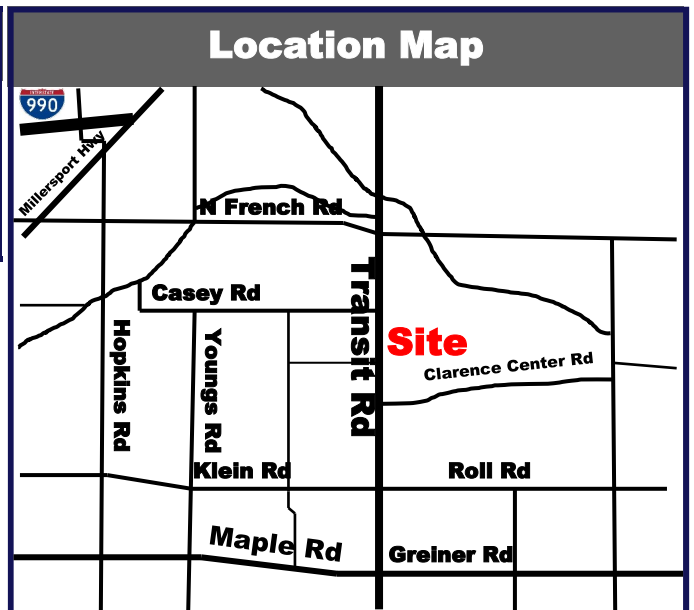 Location Map
INTERSTATE
990
Millersport Hwy
N French Rd
Casey Rd
Transit Rd
Hopkins Rd
Youngs Rd
Site
Clarence Center Rd
Klein Rd
Roll Rd
Maple Rd
Greiner Rd